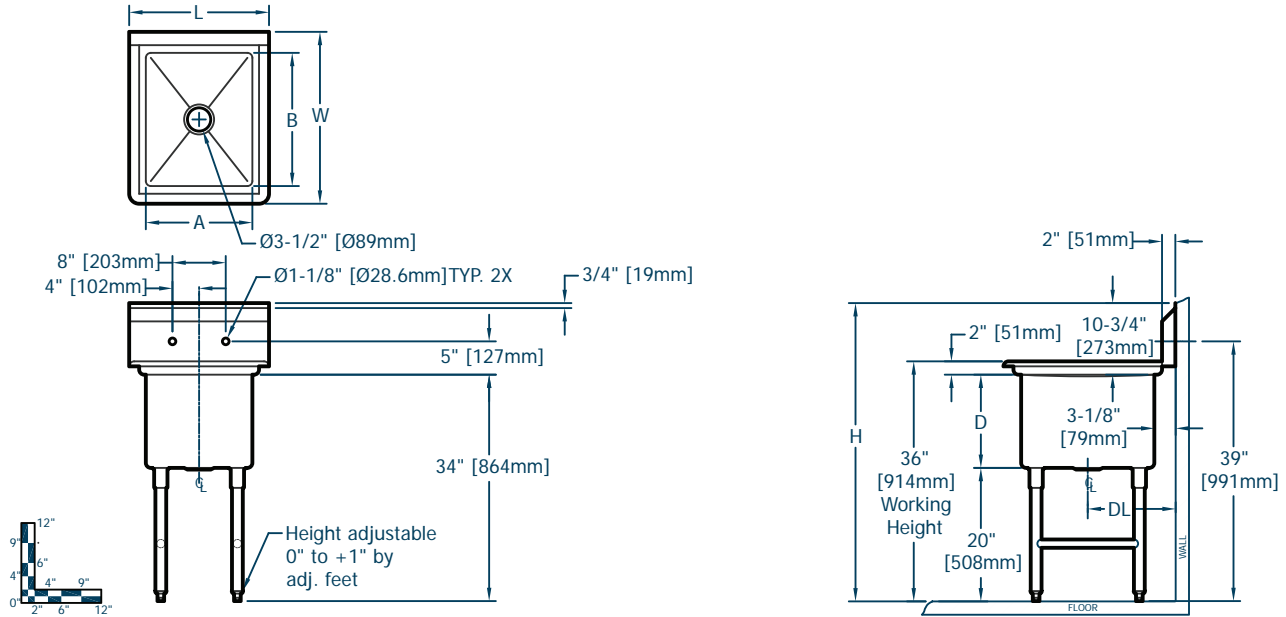 L
B
W
A
Ø3-1/2" [Ø89mm]
8" [203mm]
4" [102mm]
Ø1-1/8" [Ø28.6mm]TYP. 2X
3/4" [19mm]
5" [127mm]
34" [864mm]
CL
Height adjustable
0" to +1" by
adj. feet
12"
9"
6"
4"
0"
4" 9"
2" 6" 12"
2" [51mm]
10-3/4"
[273mm]
2" [51mm]
H
D
3-1/8"
[79mm]
36"
[914mm]
Working
Height
39"
[991mm]
CL
DL
20"
[508mm]
WALL
FLOOR